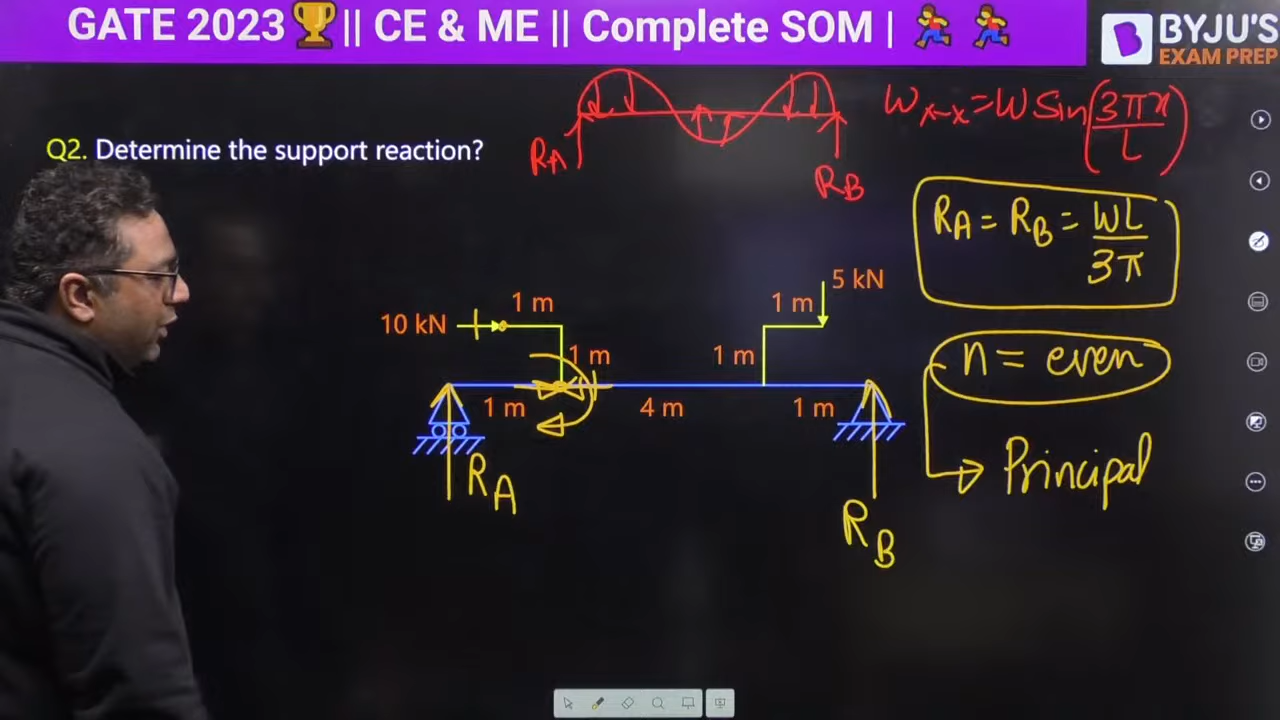 GATE 2023🏆|| CE & ME || Complete SOM | 🏃 🏃
BYJU'S
EXAM PREP
W x-x = W Sin(3πx/L)
Q2. Determine the support reaction?
RA
RB
RA = RB = WL/3π
5 kN
1 m
1 m
10 kN
1 m
1 m
n = even
1 m
4 m
1 m
Principal
RA
RB